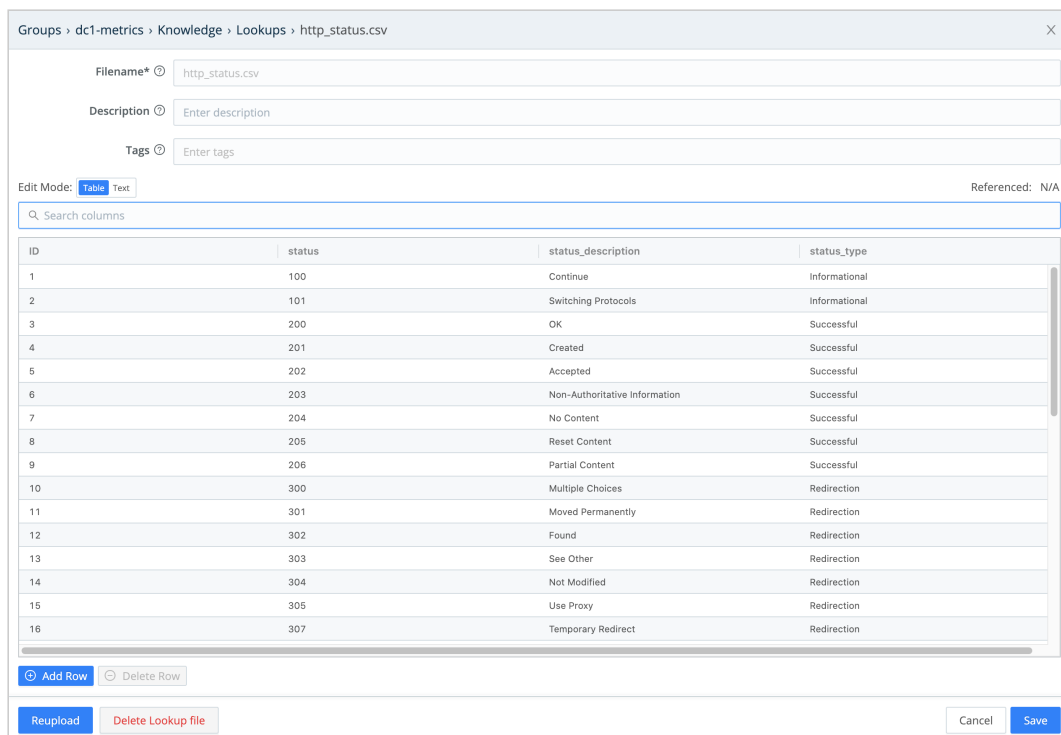 Groups › dc1-metrics › Knowledge › Lookups › http_status.csv X
Filename* ? http_status.csv
Description ? Enter description
Tags ? Enter tags
Edit Mode: Table Text Referenced: N/A
Search columns
ID status status_description status_type
1 100 Continue Informational
2 101 Switching Protocols Informational
3 200 OK Successful
4 201 Created Successful
5 202 Accepted Successful
6 203 Non-Authoritative Information Successful
7 204 No Content Successful
8 205 Reset Content Successful
9 206 Partial Content Successful
10 300 Multiple Choices Redirection
11 301 Moved Permanently Redirection
12 302 Found Redirection
13 303 See Other Redirection
14 304 Not Modified Redirection
15 305 Use Proxy Redirection
16 307 Temporary Redirect Redirection
Add Row Delete Row
Reupload Delete Lookup file Cancel Save